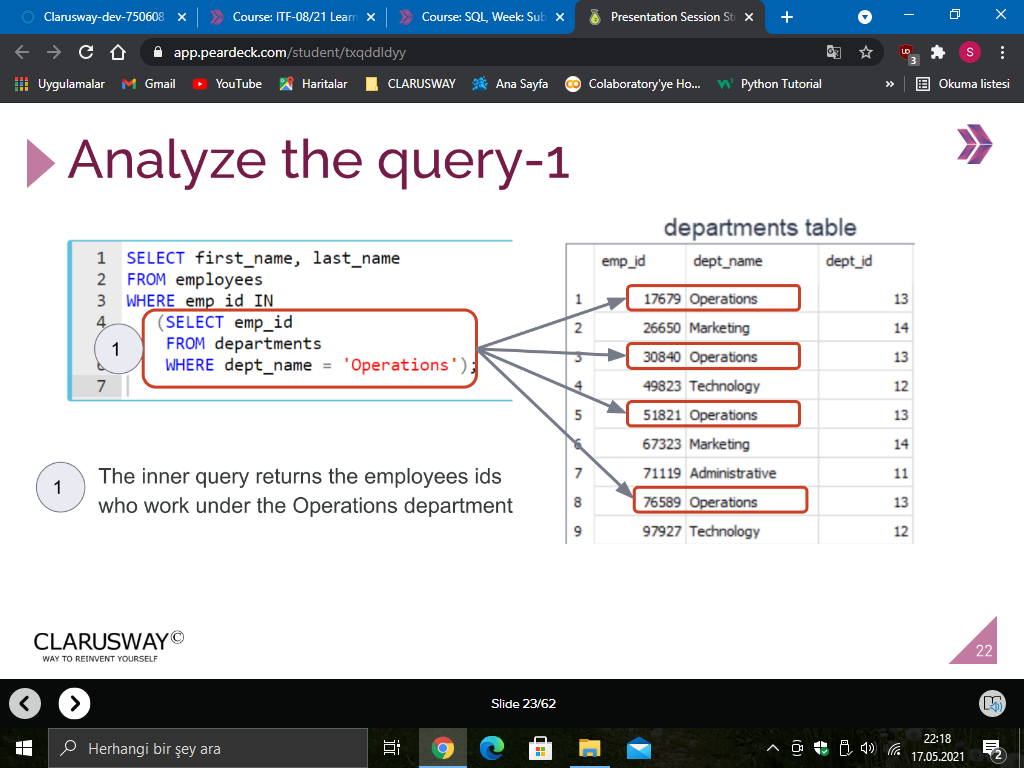 Clarusway-dev-750608
Course: ITF-08/21 Learn
Course: SQL, Week: Sub
Presentation Session St
app.peardeck.com/student/txqddldyy
UD
3
S
Uygulamalar
Gmail
YouTube
Haritalar
CLARUSWAY
Ana Sayfa
Colaboratory'ye Ho...
Python Tutorial
»
Okuma listesi
Analyze the query-1
1 SELECT first_name, last_name
2 FROM employees
3 WHERE emp_id IN
4 (SELECT emp_id
FROM departments
WHERE dept_name = 'Operations');
7
1
departments table
emp_id dept_name dept_id
1 17679 Operations 13
2 26650 Marketing 14
3 30840 Operations 13
4 49823 Technology 12
5 51821 Operations 13
6 67323 Marketing 14
7 71119 Administrative 11
8 76589 Operations 13
9 97927 Technology 12
1
The inner query returns the employees ids
who work under the Operations department
CLARUSWAY©
WAY TO REINVENT YOURSELF
22
Slide 23/62
Herhangi bir şey ara
22:18
17.05.2021
2